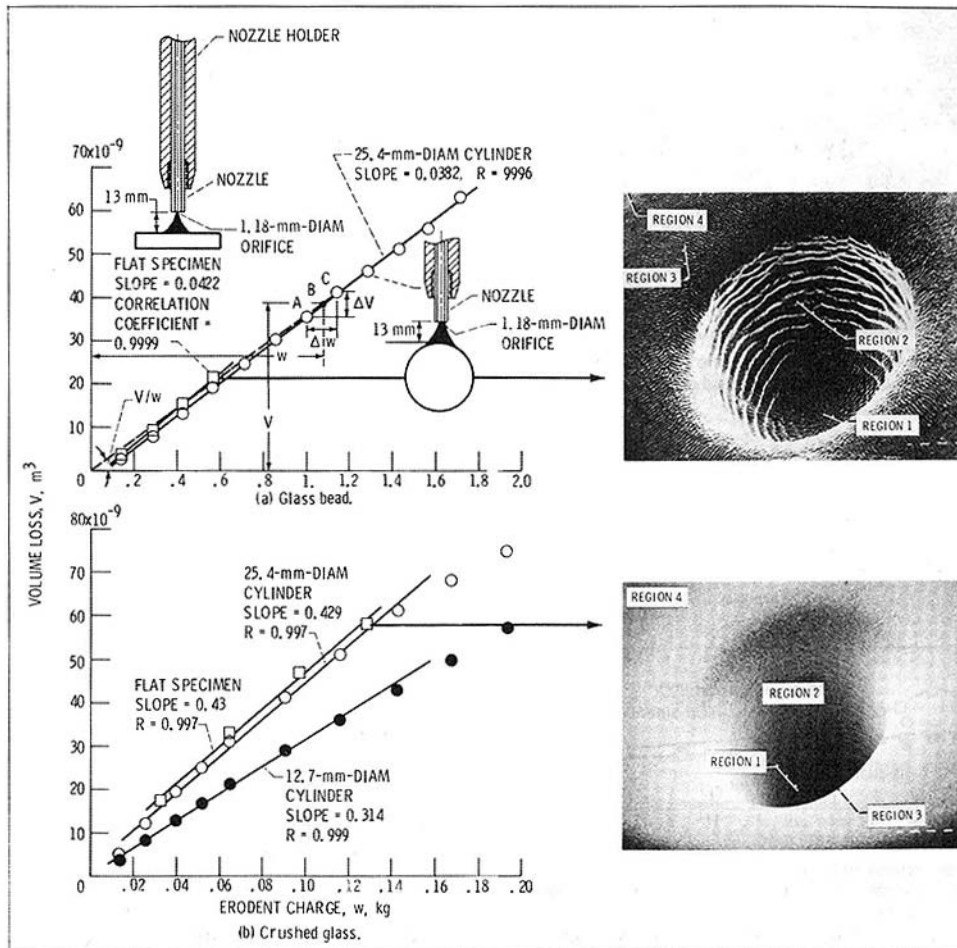 NOZZLE HOLDER
70x10-9
60
50
40
30
20
10
0
13 mm
NOZZLE
1.18-mm-DIAM
ORIFICE
FLAT SPECIMEN
SLOPE = 0.0422
CORRELATION
COEFFICIENT =
0.9999
V/w
25.4-mm-DIAM CYLINDER
SLOPE = 0.0382, R = 9996
A
B
C
ΔV
Δw
w
V
NOZZLE
13 mm
1.18-mm-DIAM
ORIFICE
.2 .4 .6 .8 1.0 1.2 1.4 1.6 1.8 2.0
(a) Glass bead.
REGION 4
REGION 3
REGION 2
REGION 1
VOLUME LOSS, V, m3
80x10-9
70
60
50
40
30
20
10
0
25.4-mm-DIAM
CYLINDER
SLOPE = 0.429
R = 0.997
FLAT SPECIMEN
SLOPE = 0.43
R = 0.997
12.7-mm-DIAM
CYLINDER
SLOPE = 0.314
R = 0.999
.02 .04 .06 .08 .10 .12 .14 .16 .18 .20
ERODENT CHARGE, w, kg
(b) Crushed glass.
REGION 4
REGION 2
REGION 1
REGION 3